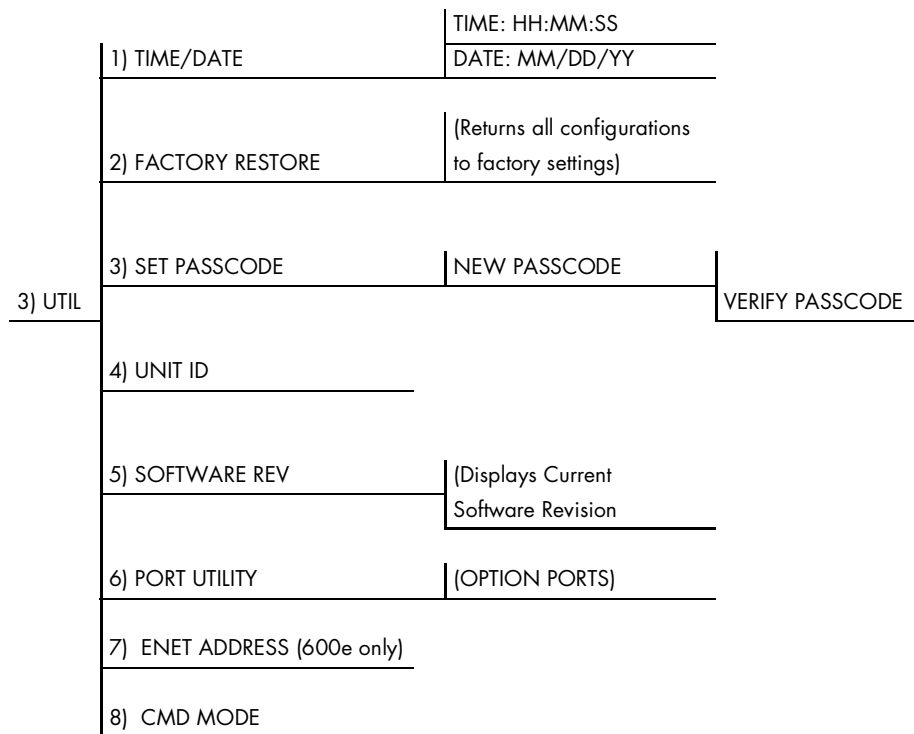 TIME: HH:MM:SS
1) TIME/DATE
DATE: MM/DD/YY
(Returns all configurations
2) FACTORY RESTORE
to factory settings)
3) SET PASSCODE
NEW PASSCODE
3) UTIL
VERIFY PASSCODE
4) UNIT ID
5) SOFTWARE REV
(Displays Current
Software Revision
6) PORT UTILITY
(OPTION PORTS)
7) ENET ADDRESS (600e only)
8) CMD MODE